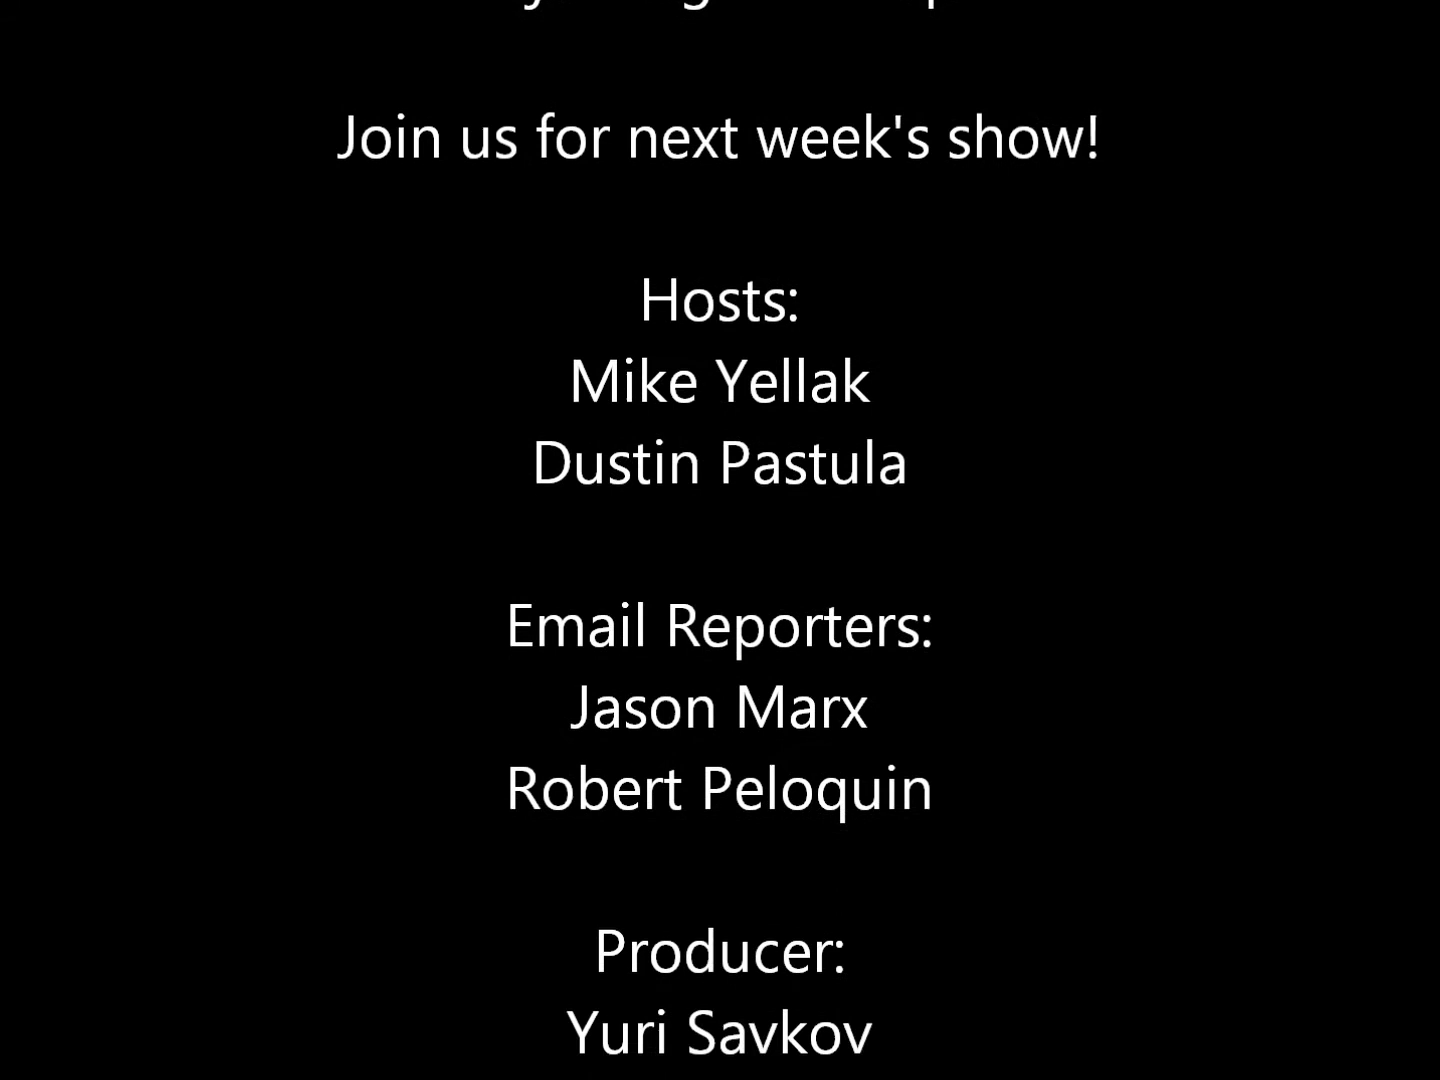 Join us for next week's show!
Hosts:
Mike Yellak
Dustin Pastula
Email Reporters:
Jason Marx
Robert Peloquin
Producer:
Yuri Savkov